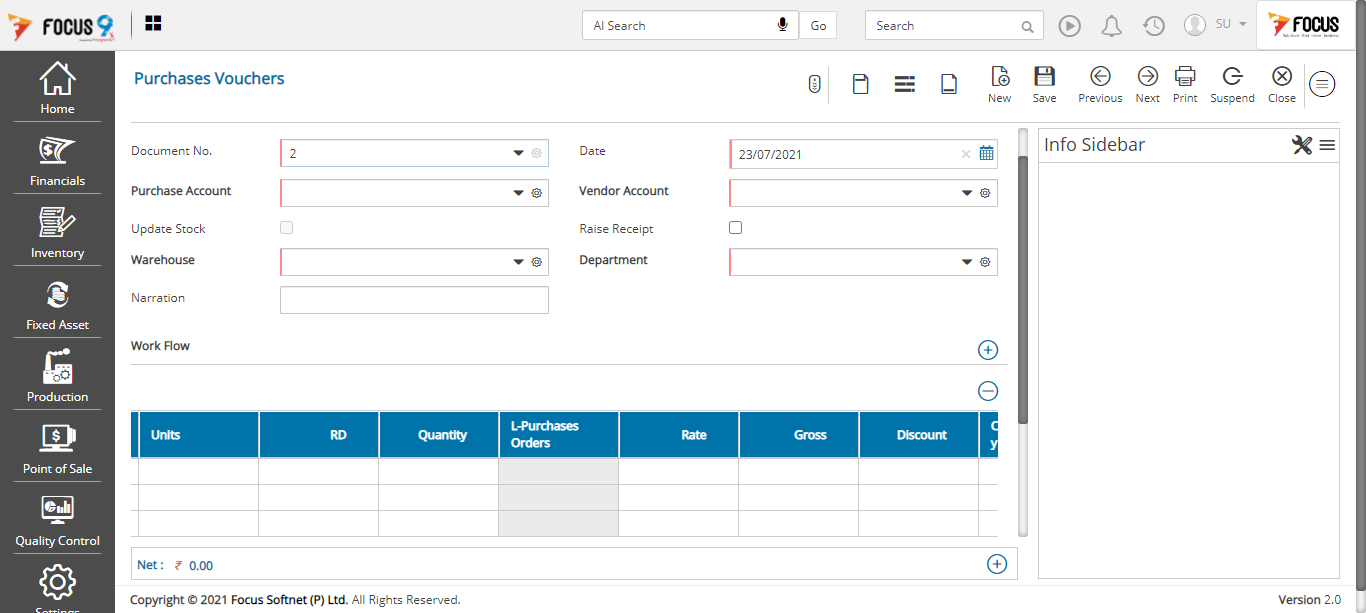 FOCUS 9
AI Search
Go
Search
SU
FOCUS
Home
Financials
Inventory
Fixed Asset
Production
Point of Sale
Quality Control
Settings
Purchases Vouchers
New
Save
Previous
Next
Print
Suspend
Close
Document No.
2
Date
23/07/2021
Purchase Account
Vendor Account
Update Stock
Raise Receipt
Warehouse
Department
Narration
Work Flow
Units
RD
Quantity
L-Purchases
Orders
Rate
Gross
Discount
Net : ₹ 0.00
Info Sidebar
Copyright © 2021 Focus Softnet (P) Ltd. All Rights Reserved.
Version 2.0